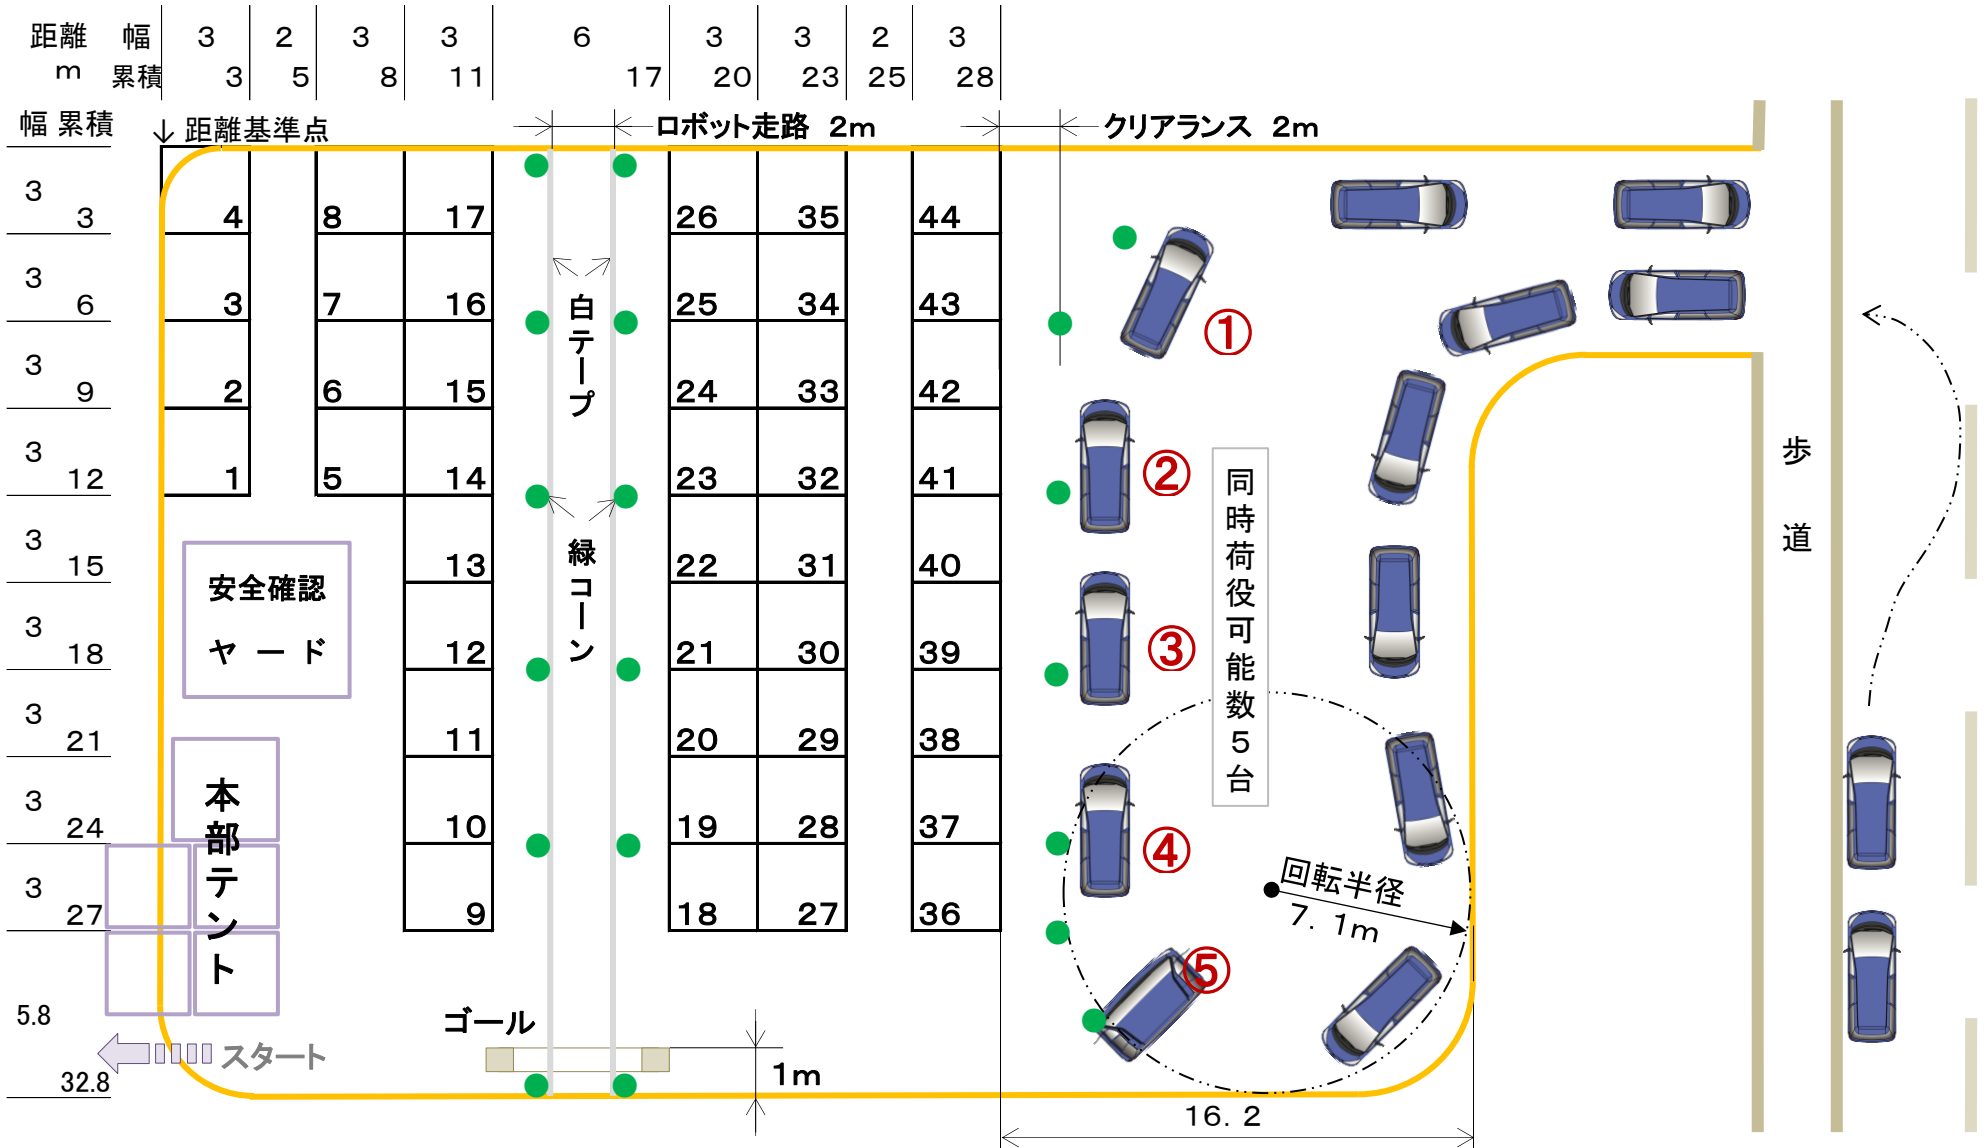 距離 幅 3 2 3 3 6 3 3 2 3
m 累積 3 5 8 11 17 20 23 25 28
幅 累積 ↓ 距離基準点 ロボット走路 2m クリアランス 2m
3
3
3
6
3
9
3
12
3
15
3
18
3
21
3
24
3
27
5.8
32.8
4 8 17 26 35 44
3 7 16 25 34 43
2 6 15 24 33 42
1 5 14 23 32 41
13 22 31 40
12 21 30 39
11 20 29 38
10 19 28 37
9 18 27 36
白テープ
緑コーン
安全確認
ヤード
本部テント
ゴール
スタート
1m
①
②
③
④
⑤
同時荷役可能数5台
回転半径
7.1m
16.2
歩道